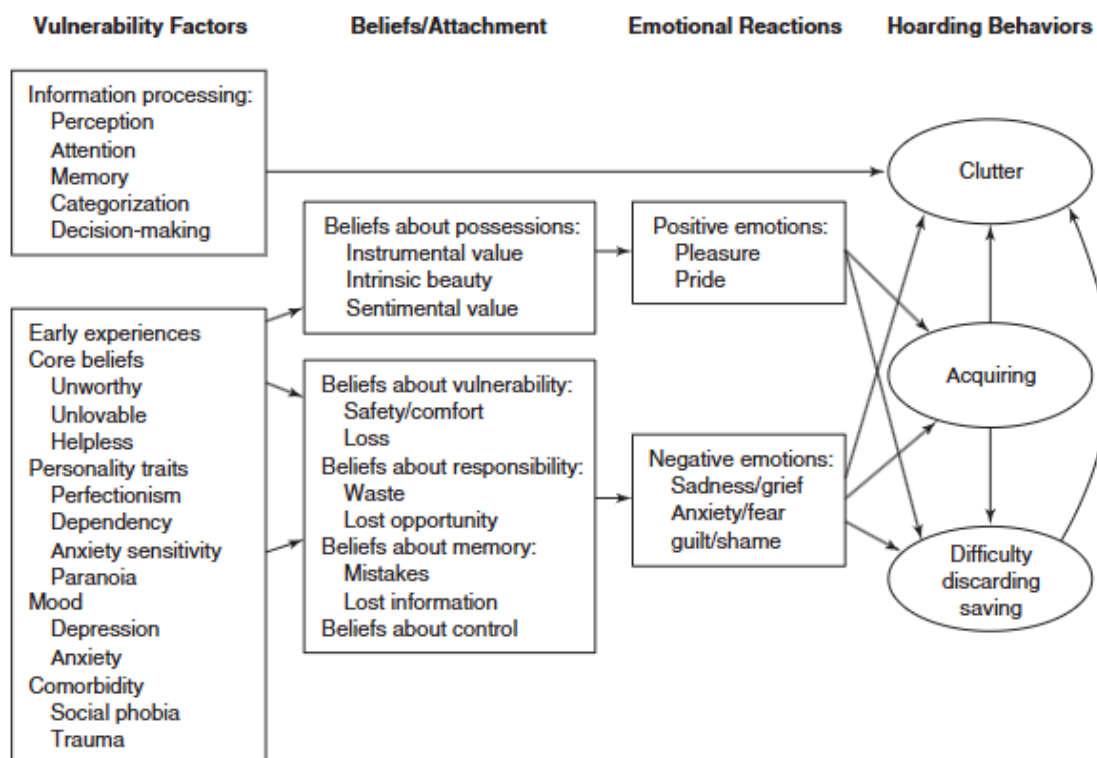 Vulnerability Factors
Beliefs/Attachment
Emotional Reactions
Hoarding Behaviors
Information processing:
Perception
Attention
Memory
Categorization
Decision-making
Early experiences
Core beliefs
Unworthy
Unlovable
Helpless
Personality traits
Perfectionism
Dependency
Anxiety sensitivity
Paranoia
Mood
Depression
Anxiety
Comorbidity
Social phobia
Trauma
Beliefs about possessions:
Instrumental value
Intrinsic beauty
Sentimental value
Beliefs about vulnerability:
Safety/comfort
Loss
Beliefs about responsibility:
Waste
Lost opportunity
Beliefs about memory:
Mistakes
Lost information
Beliefs about control
Positive emotions:
Pleasure
Pride
Negative emotions:
Sadness/grief
Anxiety/fear
guilt/shame
Clutter
Acquiring
Difficulty
discarding
saving